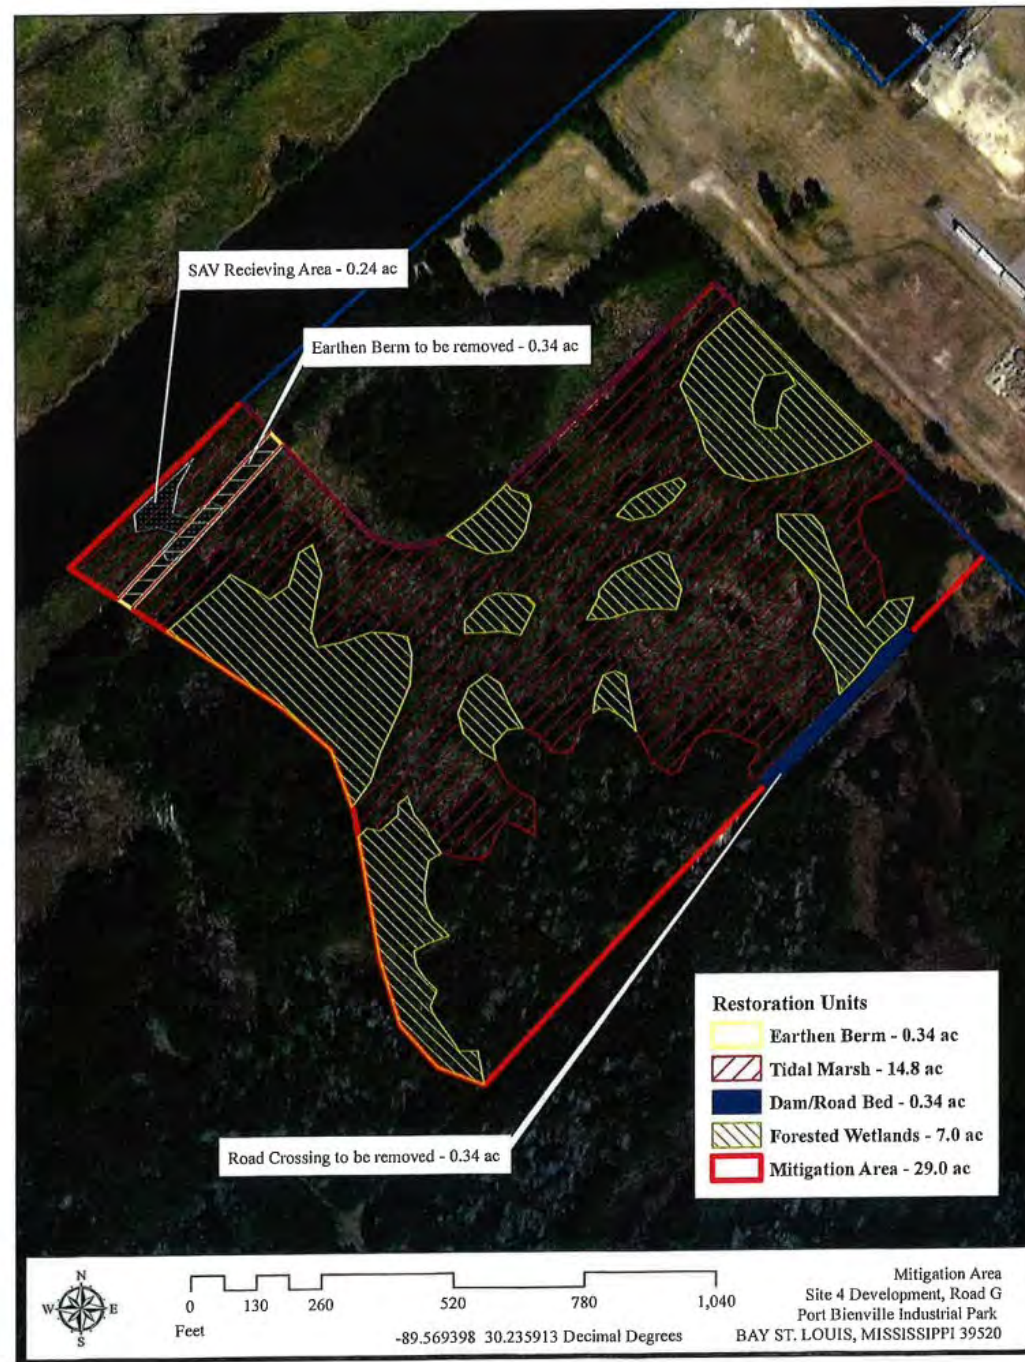 SAV Recieving Area - 0.24 ac
Earthen Berm to be removed - 0.34 ac
Restoration Units
Earthen Berm - 0.34 ac
Tidal Marsh - 14.8 ac
Dam/Road Bed - 0.34 ac
Forested Wetlands - 7.0 ac
Mitigation Area - 29.0 ac
Road Crossing to be removed - 0.34 ac
N
W E
S
0 130 260 520 780 1,040
Feet
-89.569398 30.235913 Decimal Degrees
Mitigation Area
Site 4 Development, Road G
Port Bienville Industrial Park
BAY ST. LOUIS, MISSISSIPPI 39520